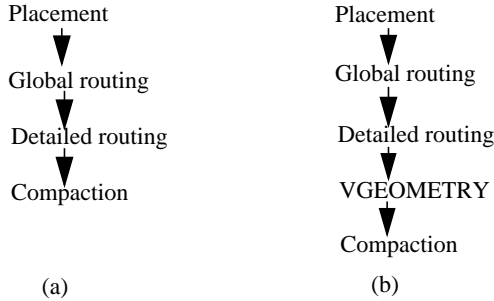 Placement
Global routing
Detailed routing
Compaction
(a)
Placement
Global routing
Detailed routing
VGEOMETRY
Compaction
(b)